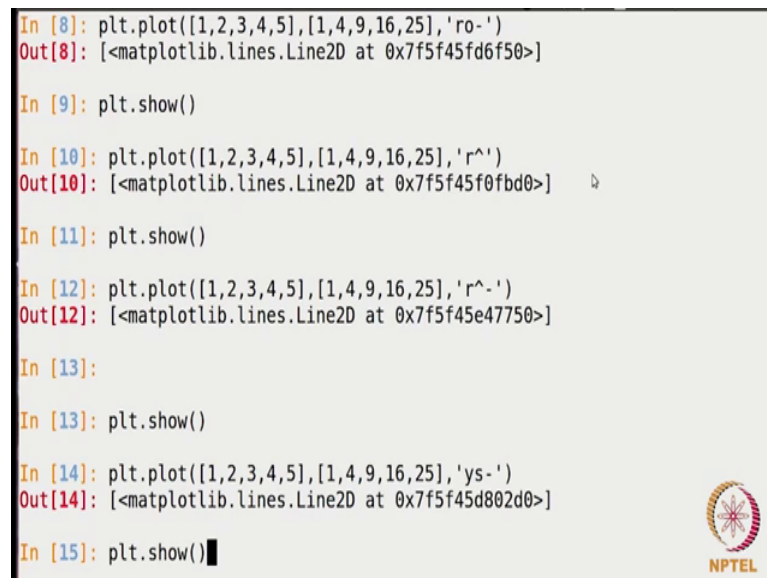 In [8]: plt.plot([1,2,3,4,5],[1,4,9,16,25],'ro-')
Out[8]: [<matplotlib.lines.Line2D at 0x7f5f45fd6f50>]
In [9]: plt.show()
In [10]: plt.plot([1,2,3,4,5],[1,4,9,16,25],'r^')
Out[10]: [<matplotlib.lines.Line2D at 0x7f5f45f0fbd0>]
In [11]: plt.show()
In [12]: plt.plot([1,2,3,4,5],[1,4,9,16,25],'r^-')
Out[12]: [<matplotlib.lines.Line2D at 0x7f5f45e47750>]
In [13]:
In [13]: plt.show()
In [14]: plt.plot([1,2,3,4,5],[1,4,9,16,25],'ys-')
Out[14]: [<matplotlib.lines.Line2D at 0x7f5f45d802d0>]
In [15]: plt.show()
NPTEL